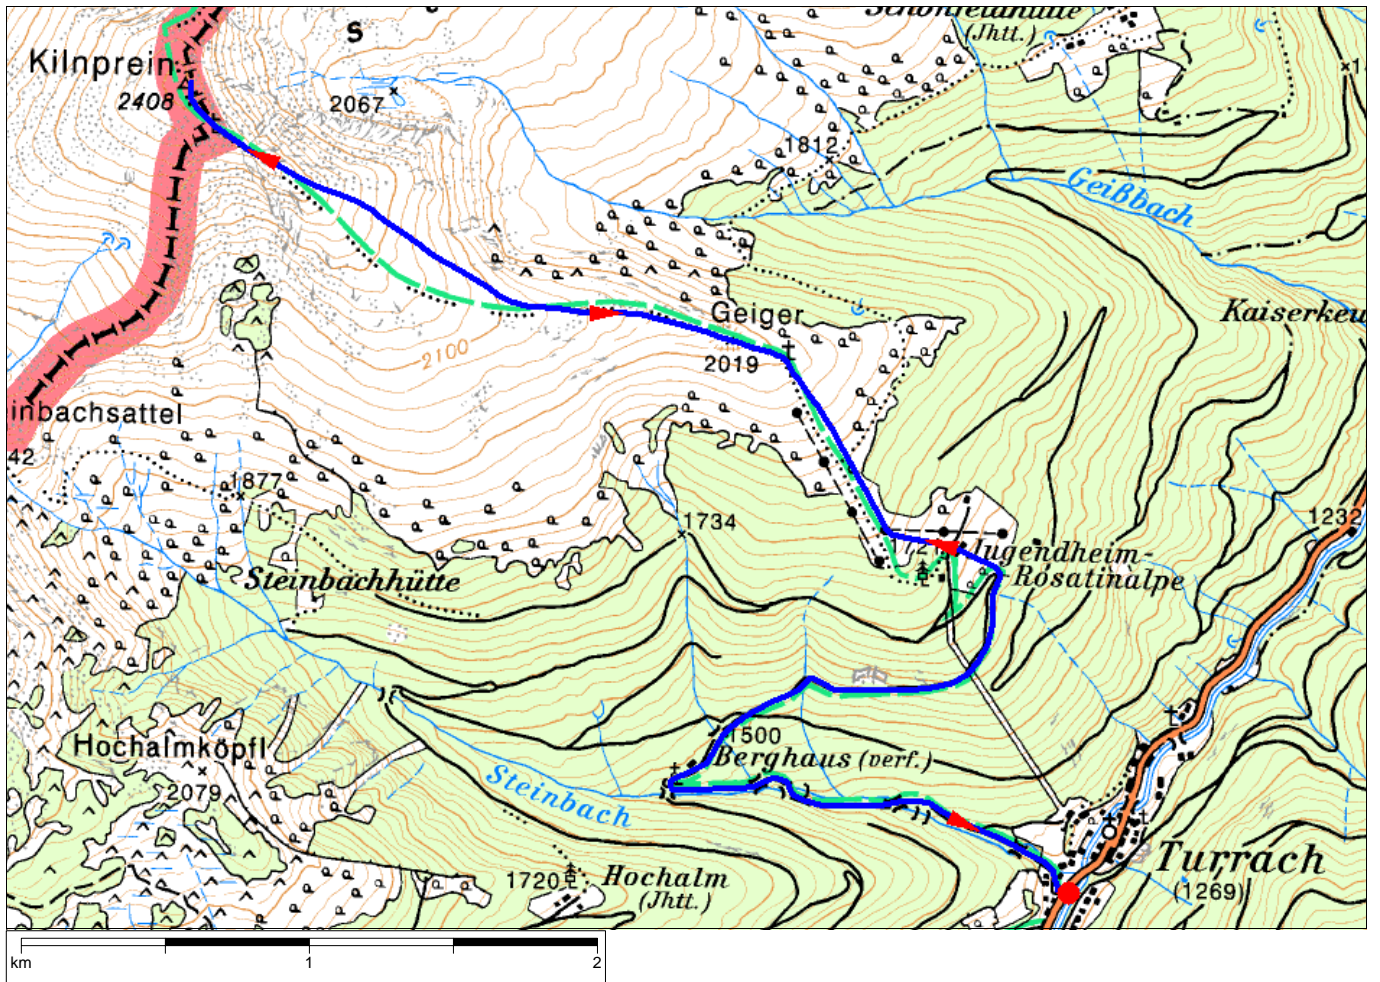 S
Schönfeldhütte
(Jhtt.)
Kilnprein
2408
2067
1812
Geißbach
Kaiserkeu
Geiger
2019
2100
inbachsattel
42
1877
1734
1232
Jugendheim-
Rosatinalpe
Steinbachhütte
1500
Berghaus (verf.)
Hochalmköpfl
2079
Steinbach
Turrach
(1269)
1720
Hochalm
(Jhtt.)
km
1
2